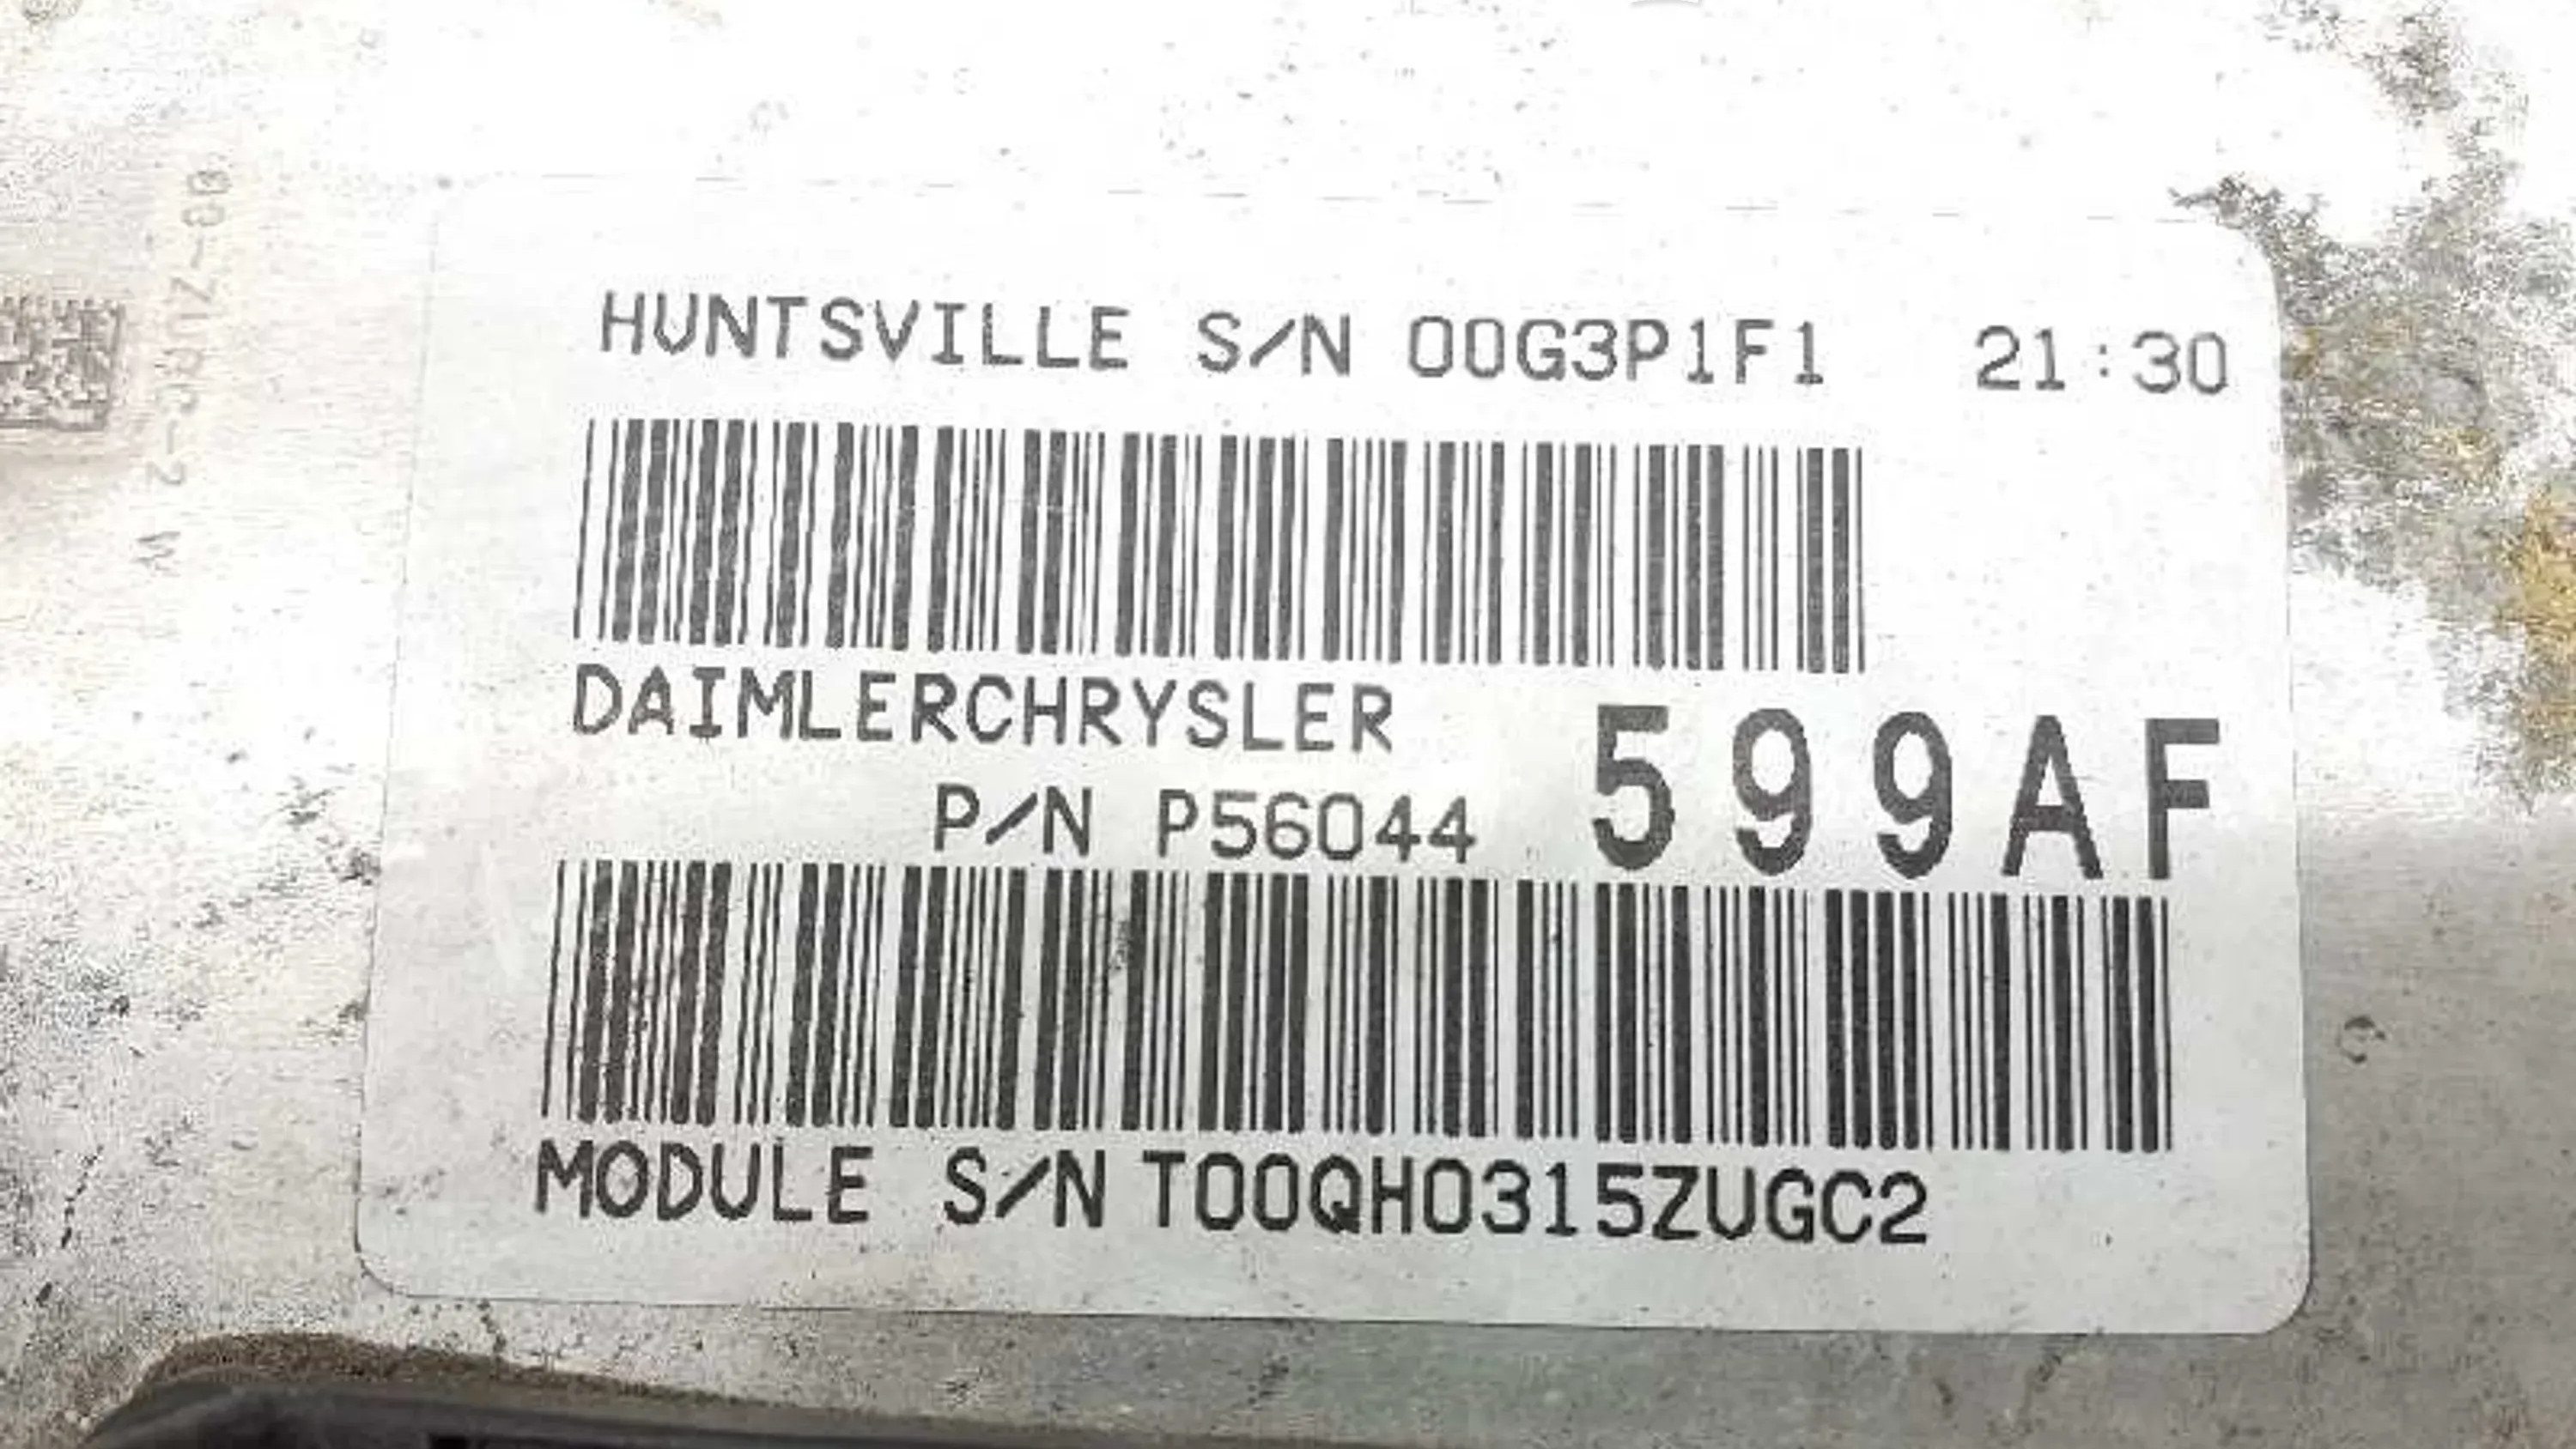 HUNTSVILLE S/N 00G3P1F1 21:30
DAIMLERCHRYSLER
P/N P56044 599AF
MODULE S/N T00QH0315ZUGC2